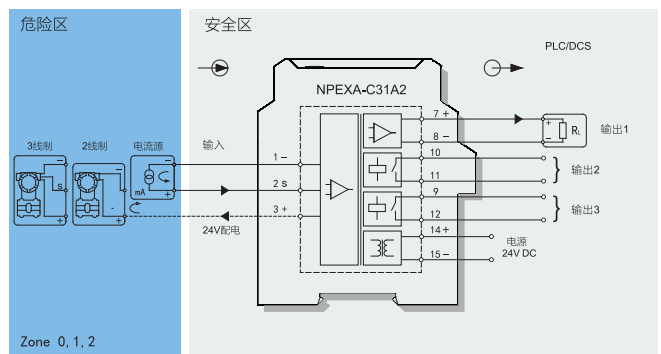 危险区
安全区
PLC/DCS
NPEXA-C31A2
3线制
2线制
电流源
输入
mA
S
1 −
2 s
3 +
24V配电
7 +
8 −
10
11
9
12
14 +
15 −
+
−
RL
输出1
输出2
输出3
电源
24V DC
Zone 0, 1, 2